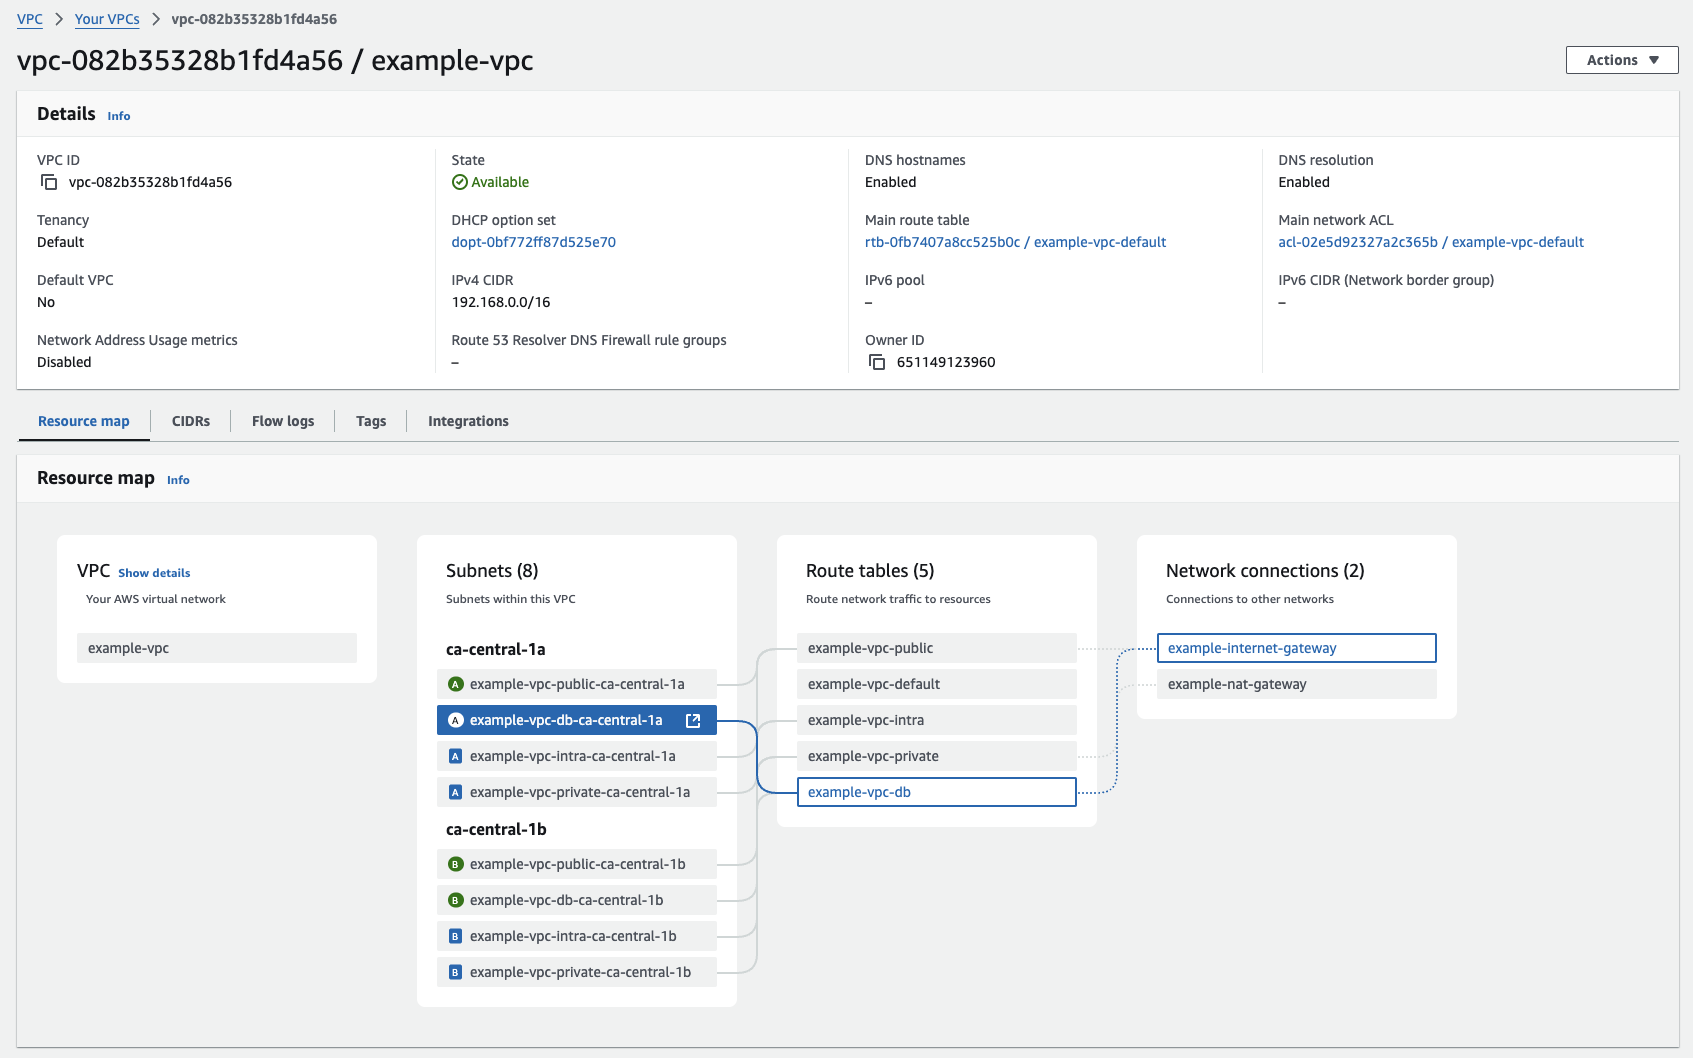 VPC > Your VPCs > vpc-082b35328b1fd4a56
vpc-082b35328b1fd4a56 / example-vpc
Actions
Details Info
VPC ID
vpc-082b35328b1fd4a56
State
Available
DNS hostnames
Enabled
DNS resolution
Enabled
Tenancy
Default
DHCP option set
dopt-0bf772ff87d525e70
Main route table
rtb-0fb7407a8cc525b0c / example-vpc-default
Main network ACL
acl-02e5d92327a2c365b / example-vpc-default
Default VPC
No
IPv4 CIDR
192.168.0.0/16
IPv6 pool
–
IPv6 CIDR (Network border group)
–
Network Address Usage metrics
Disabled
Route 53 Resolver DNS Firewall rule groups
–
Owner ID
651149123960
Resource map
CIDRs
Flow logs
Tags
Integrations
Resource map Info
VPC Show details
Your AWS virtual network
example-vpc
Subnets (8)
Subnets within this VPC
ca-central-1a
A example-vpc-public-ca-central-1a
A example-vpc-db-ca-central-1a
A example-vpc-intra-ca-central-1a
A example-vpc-private-ca-central-1a
ca-central-1b
B example-vpc-public-ca-central-1b
B example-vpc-db-ca-central-1b
B example-vpc-intra-ca-central-1b
B example-vpc-private-ca-central-1b
Route tables (5)
Route network traffic to resources
example-vpc-public
example-vpc-default
example-vpc-intra
example-vpc-private
example-vpc-db
Network connections (2)
Connections to other networks
example-internet-gateway
example-nat-gateway